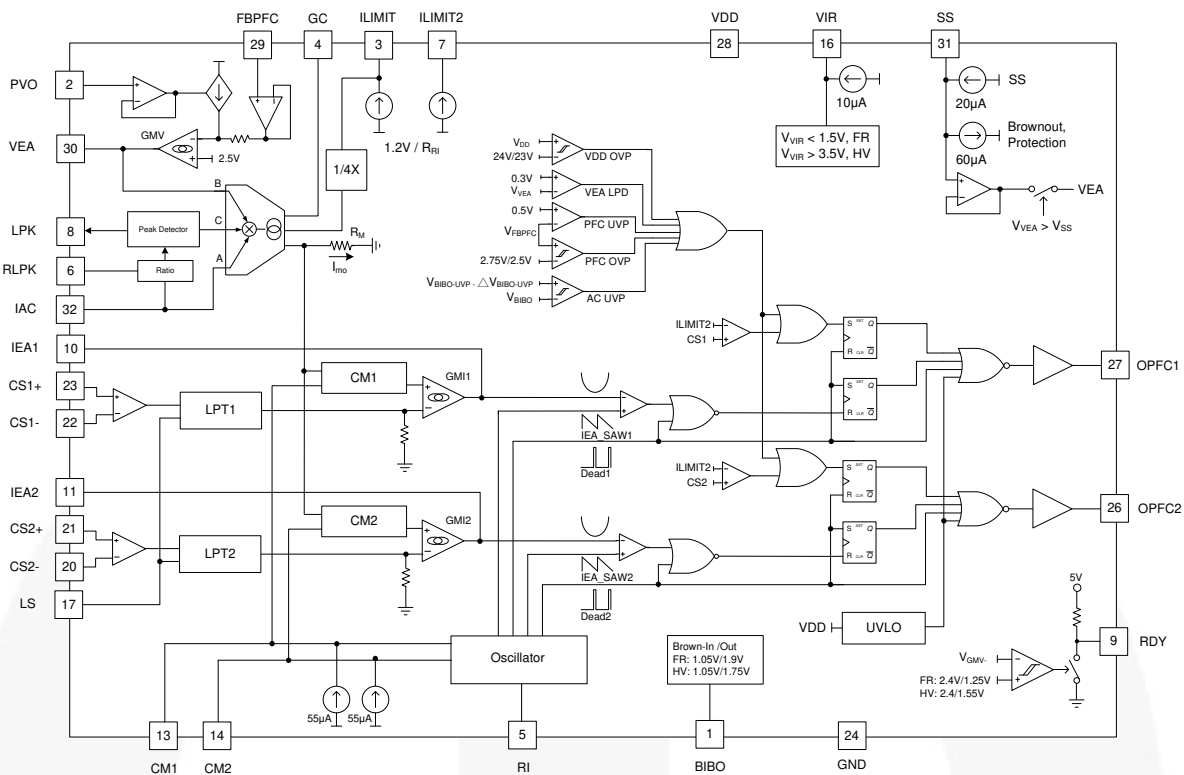 FBPFC GC ILIMIT ILIMIT2 VDD VIR SS
29 4 3 7 28 16 31
PVO 2
+
-
+
-
10µA
20µA
SS
GMV
-
+
2.5V
VEA 30
1.2V / RRI
1/4X
VVIR < 1.5V, FR
VVIR > 3.5V, HV
60µA
Brownout,
Protection
VDD
24V/23V
VDD OVP
0.3V
VVEA
VEA LPD
0.5V
PFC UVP
VFBPFC
2.75V/2.5V
PFC OVP
VBIBO-UVP - △VBIBO-UVP
VBIBO
AC UVP
VEA
VVEA > VSS
B
C
A
LPK 8
Peak Detector
RM
Imo
RLPK 6
Ratio
IAC 32
IEA1 10
ILIMIT2
CS1
S SET Q
R CLR Q
CS1+ 23
CS1- 22
LPT1
CM1
GMI1
IEA_SAW1
Dead1
S SET Q
R CLR Q
27 OPFC1
IEA2 11
ILIMIT2
CS2
S SET Q
R CLR Q
CS2+ 21
CS2- 20
LPT2
CM2
GMI2
IEA_SAW2
Dead2
S SET Q
R CLR Q
26 OPFC2
LS 17
5V
VDD
UVLO
9 RDY
Oscillator
Brown-In /Out
FR: 1.05V/1.9V
HV: 1.05V/1.75V
VGMV-
FR: 2.4V/1.25V
HV: 2.4/1.55V
55µA 55µA
13 14 5 1 24
CM1 CM2 RI BIBO GND